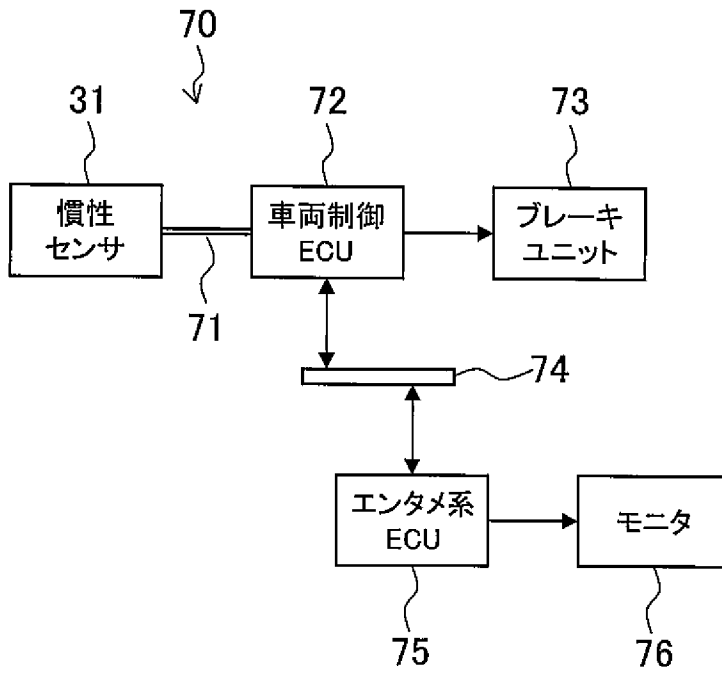 70
31
72
73
慣性
センサ
車両制御
ECU
ブレーキ
ユニット
71
74
エンタメ系
ECU
モニタ
75
76